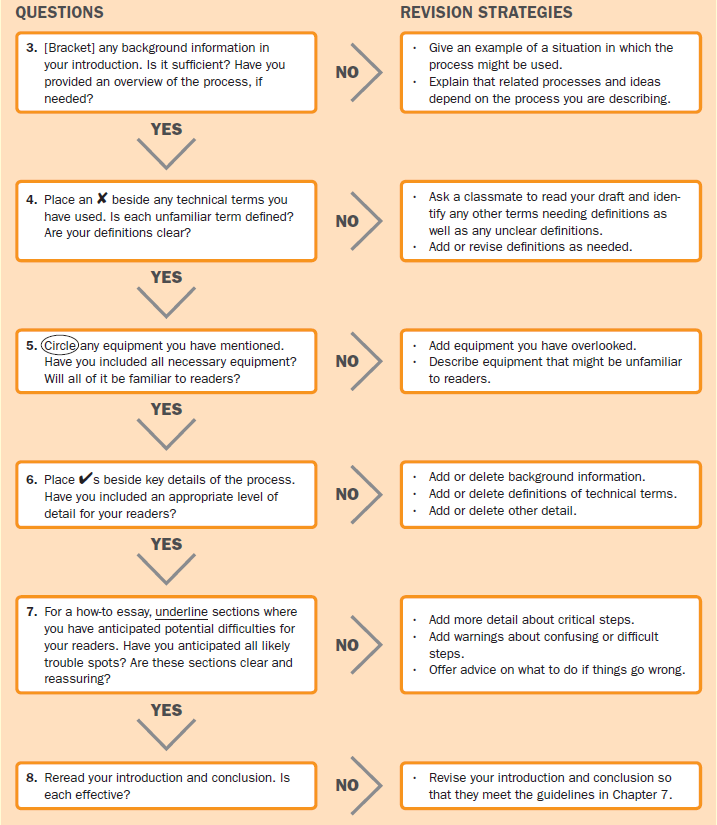 QUESTIONS
REVISION STRATEGIES
3. [Bracket] any background information in
your introduction. Is it sufficient? Have you
provided an overview of the process, if
needed?
NO
· Give an example of a situation in which the
process might be used.
· Explain that related processes and ideas
depend on the process you are describing.
YES
4. Place an ✘ beside any technical terms you
have used. Is each unfamiliar term defined?
Are your definitions clear?
NO
· Ask a classmate to read your draft and iden-
tify any other terms needing definitions as
well as any unclear definitions.
· Add or revise definitions as needed.
YES
5. Circle any equipment you have mentioned.
Have you included all necessary equipment?
Will all of it be familiar to readers?
NO
· Add equipment you have overlooked.
· Describe equipment that might be unfamiliar
to readers.
YES
6. Place ✔s beside key details of the process.
Have you included an appropriate level of
detail for your readers?
NO
· Add or delete background information.
· Add or delete definitions of technical terms.
· Add or delete other detail.
YES
7. For a how-to essay, underline sections where
you have anticipated potential difficulties for
your readers. Have you anticipated all likely
trouble spots? Are these sections clear and
reassuring?
NO
· Add more detail about critical steps.
· Add warnings about confusing or difficult
steps.
· Offer advice on what to do if things go wrong.
YES
8. Reread your introduction and conclusion. Is
each effective?
NO
· Revise your introduction and conclusion so
that they meet the guidelines in Chapter 7.